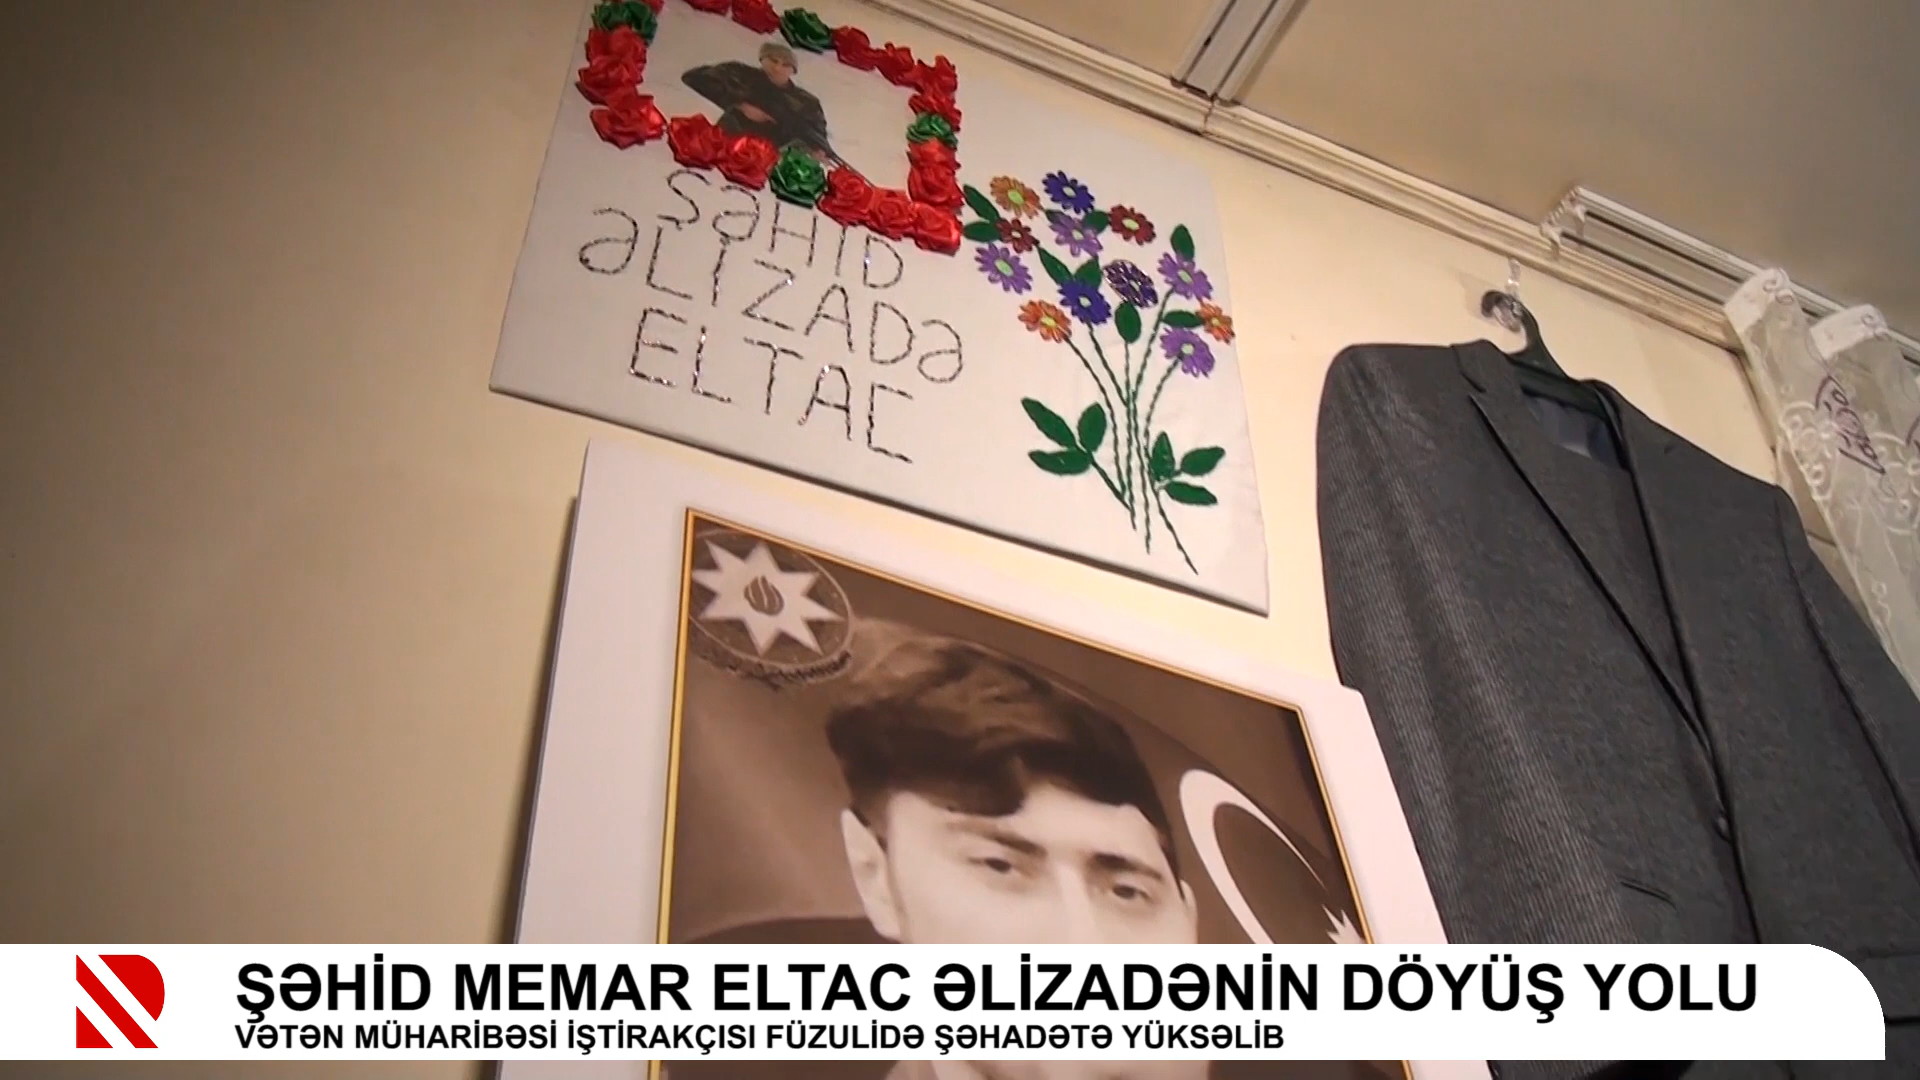 ŞƏHİD
ƏLİZADƏ
ELTAC
ŞƏHİD MEMAR ELTAC ƏLİZADƏNİN DÖYÜŞ YOLU
VƏTƏN MÜHARİBƏSİ İŞTİRAKÇISI FÜZULİDƏ ŞƏHADƏTƏ YÜKSƏLİB